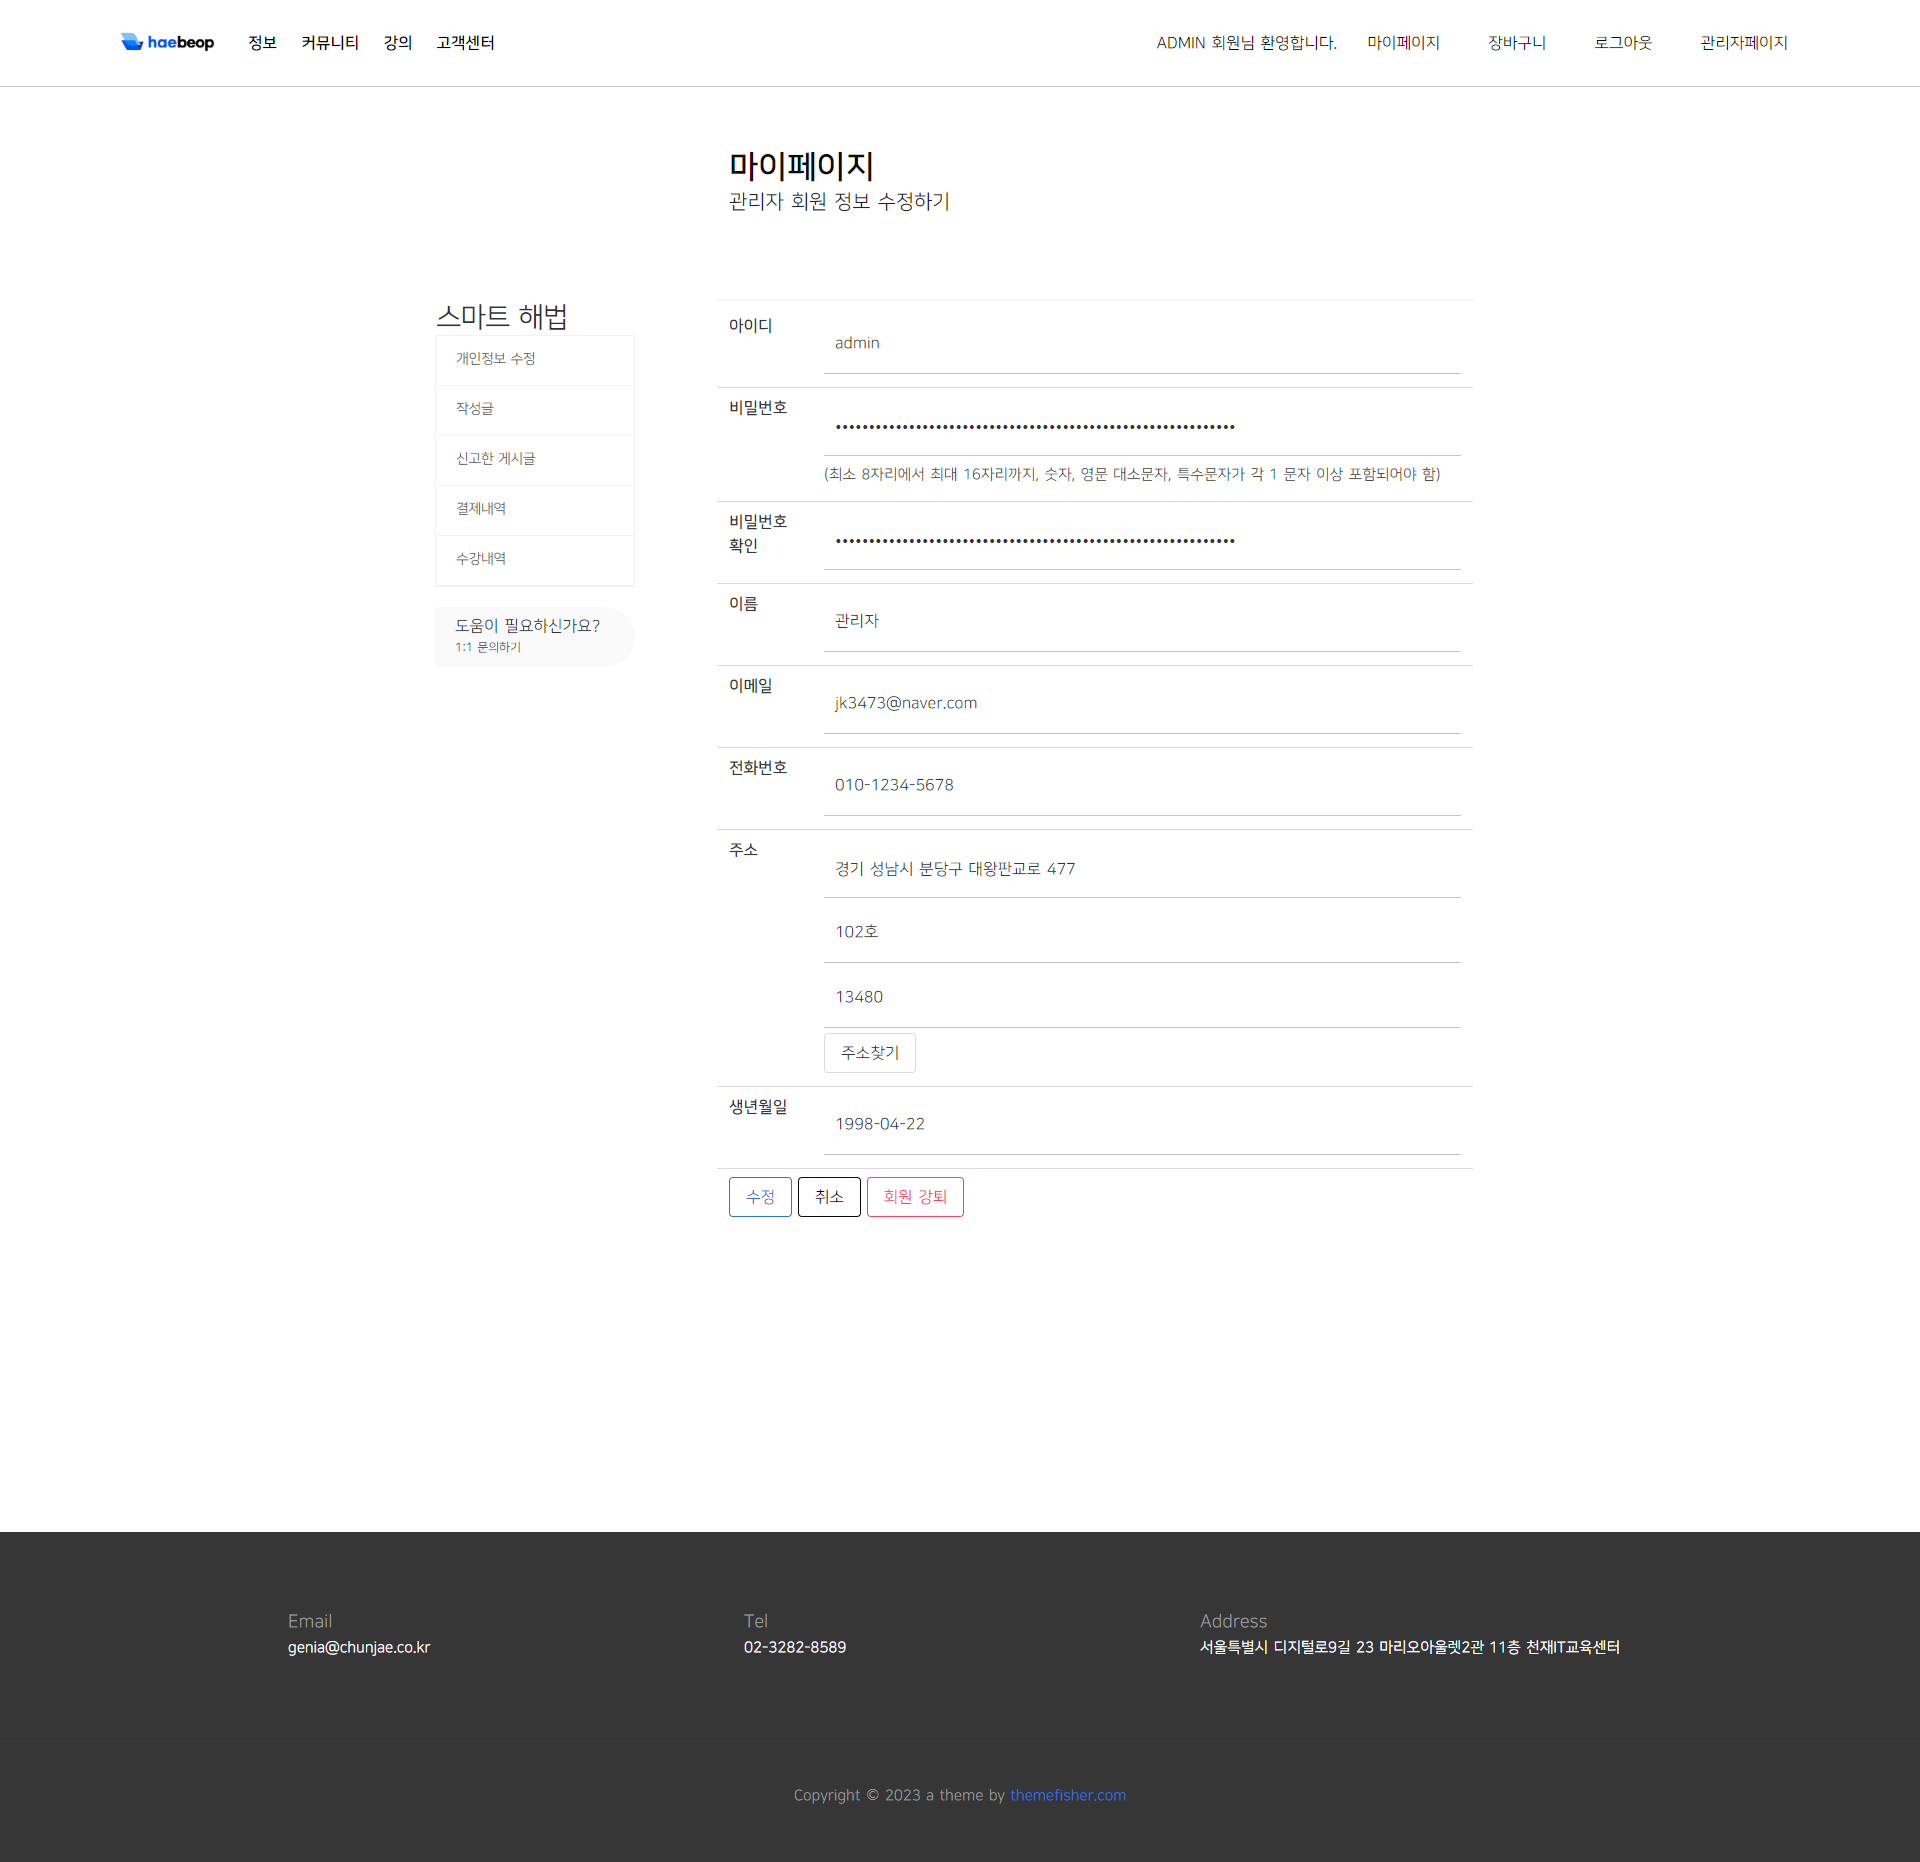 haebeop 정보 커뮤니티 강의 고객센터 ADMIN 회원님 환영합니다. 마이페이지 장바구니 로그아웃 관리자페이지
마이페이지
관리자 회원 정보 수정하기
스마트 해법
개인정보 수정
작성글
신고한 게시글
결제내역
수강내역
도움이 필요하신가요?
1:1 문의하기
아이디
admin
비밀번호
(최소 8자리에서 최대 16자리까지, 숫자, 영문 대소문자, 특수문자가 각 1 문자 이상 포함되어야 함)
비밀번호
확인
이름
관리자
이메일
jk3473@naver.com
전화번호
010-1234-5678
주소
경기 성남시 분당구 대왕판교로 477
102호
13480
주소찾기
생년월일
1998-04-22
수정 취소 회원 강퇴
Email
genia@chunjae.co.kr
Tel
02-3282-8589
Address
서울특별시 디지털로9길 23 마리오아울렛2관 11층 천재IT교육센터
Copyright © 2023 a theme by themefisher.com